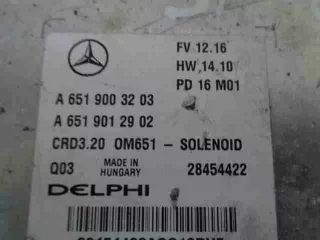 FV 12.16
HW 14.10
PD 16 M01
A 651 900 32 03
A 651 901 29 02
CRD3.20 OM651 - SOLENOID
Q03 MADE IN HUNGARY 28454422
DELPHI